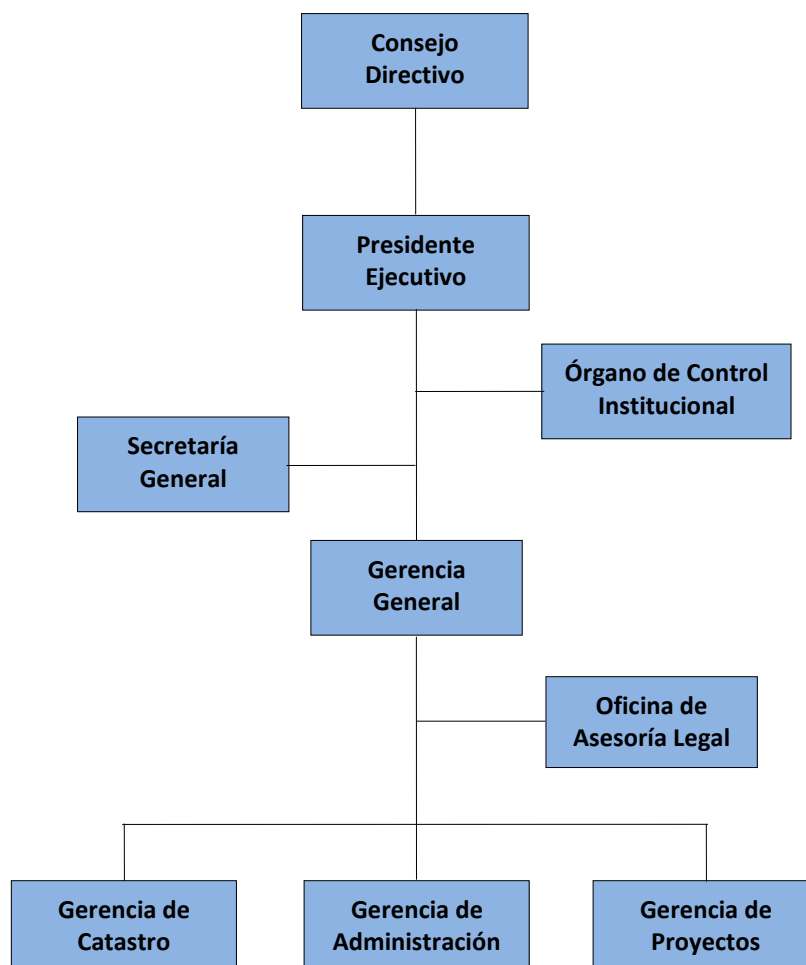 Consejo
Directivo
Presidente
Ejecutivo
Órgano de Control
Institucional
Secretaría
General
Gerencia
General
Oficina de
Asesoría Legal
Gerencia de
Catastro
Gerencia de
Administración
Gerencia de
Proyectos